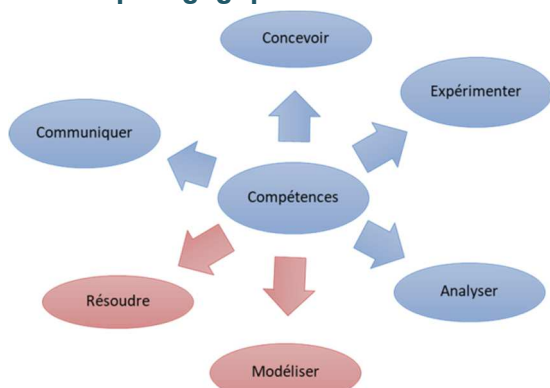 Concevoir
Expérimenter
Communiquer
Compétences
Analyser
Résoudre
Modéliser